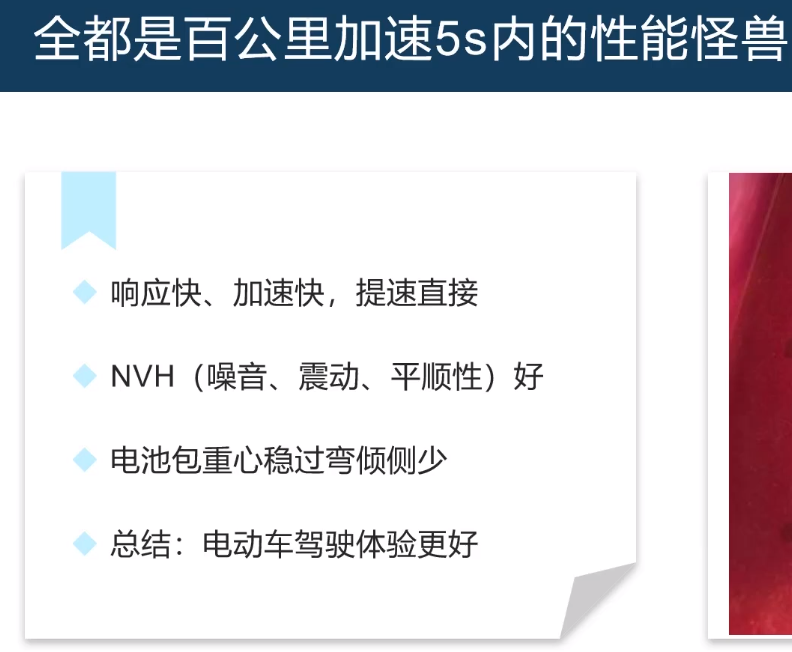 全都是百公里加速5s内的性能怪兽
响应快、加速快，提速直接
NVH（噪音、震动、平顺性）好
电池包重心稳过弯倾侧少
总结：电动车驾驶体验更好